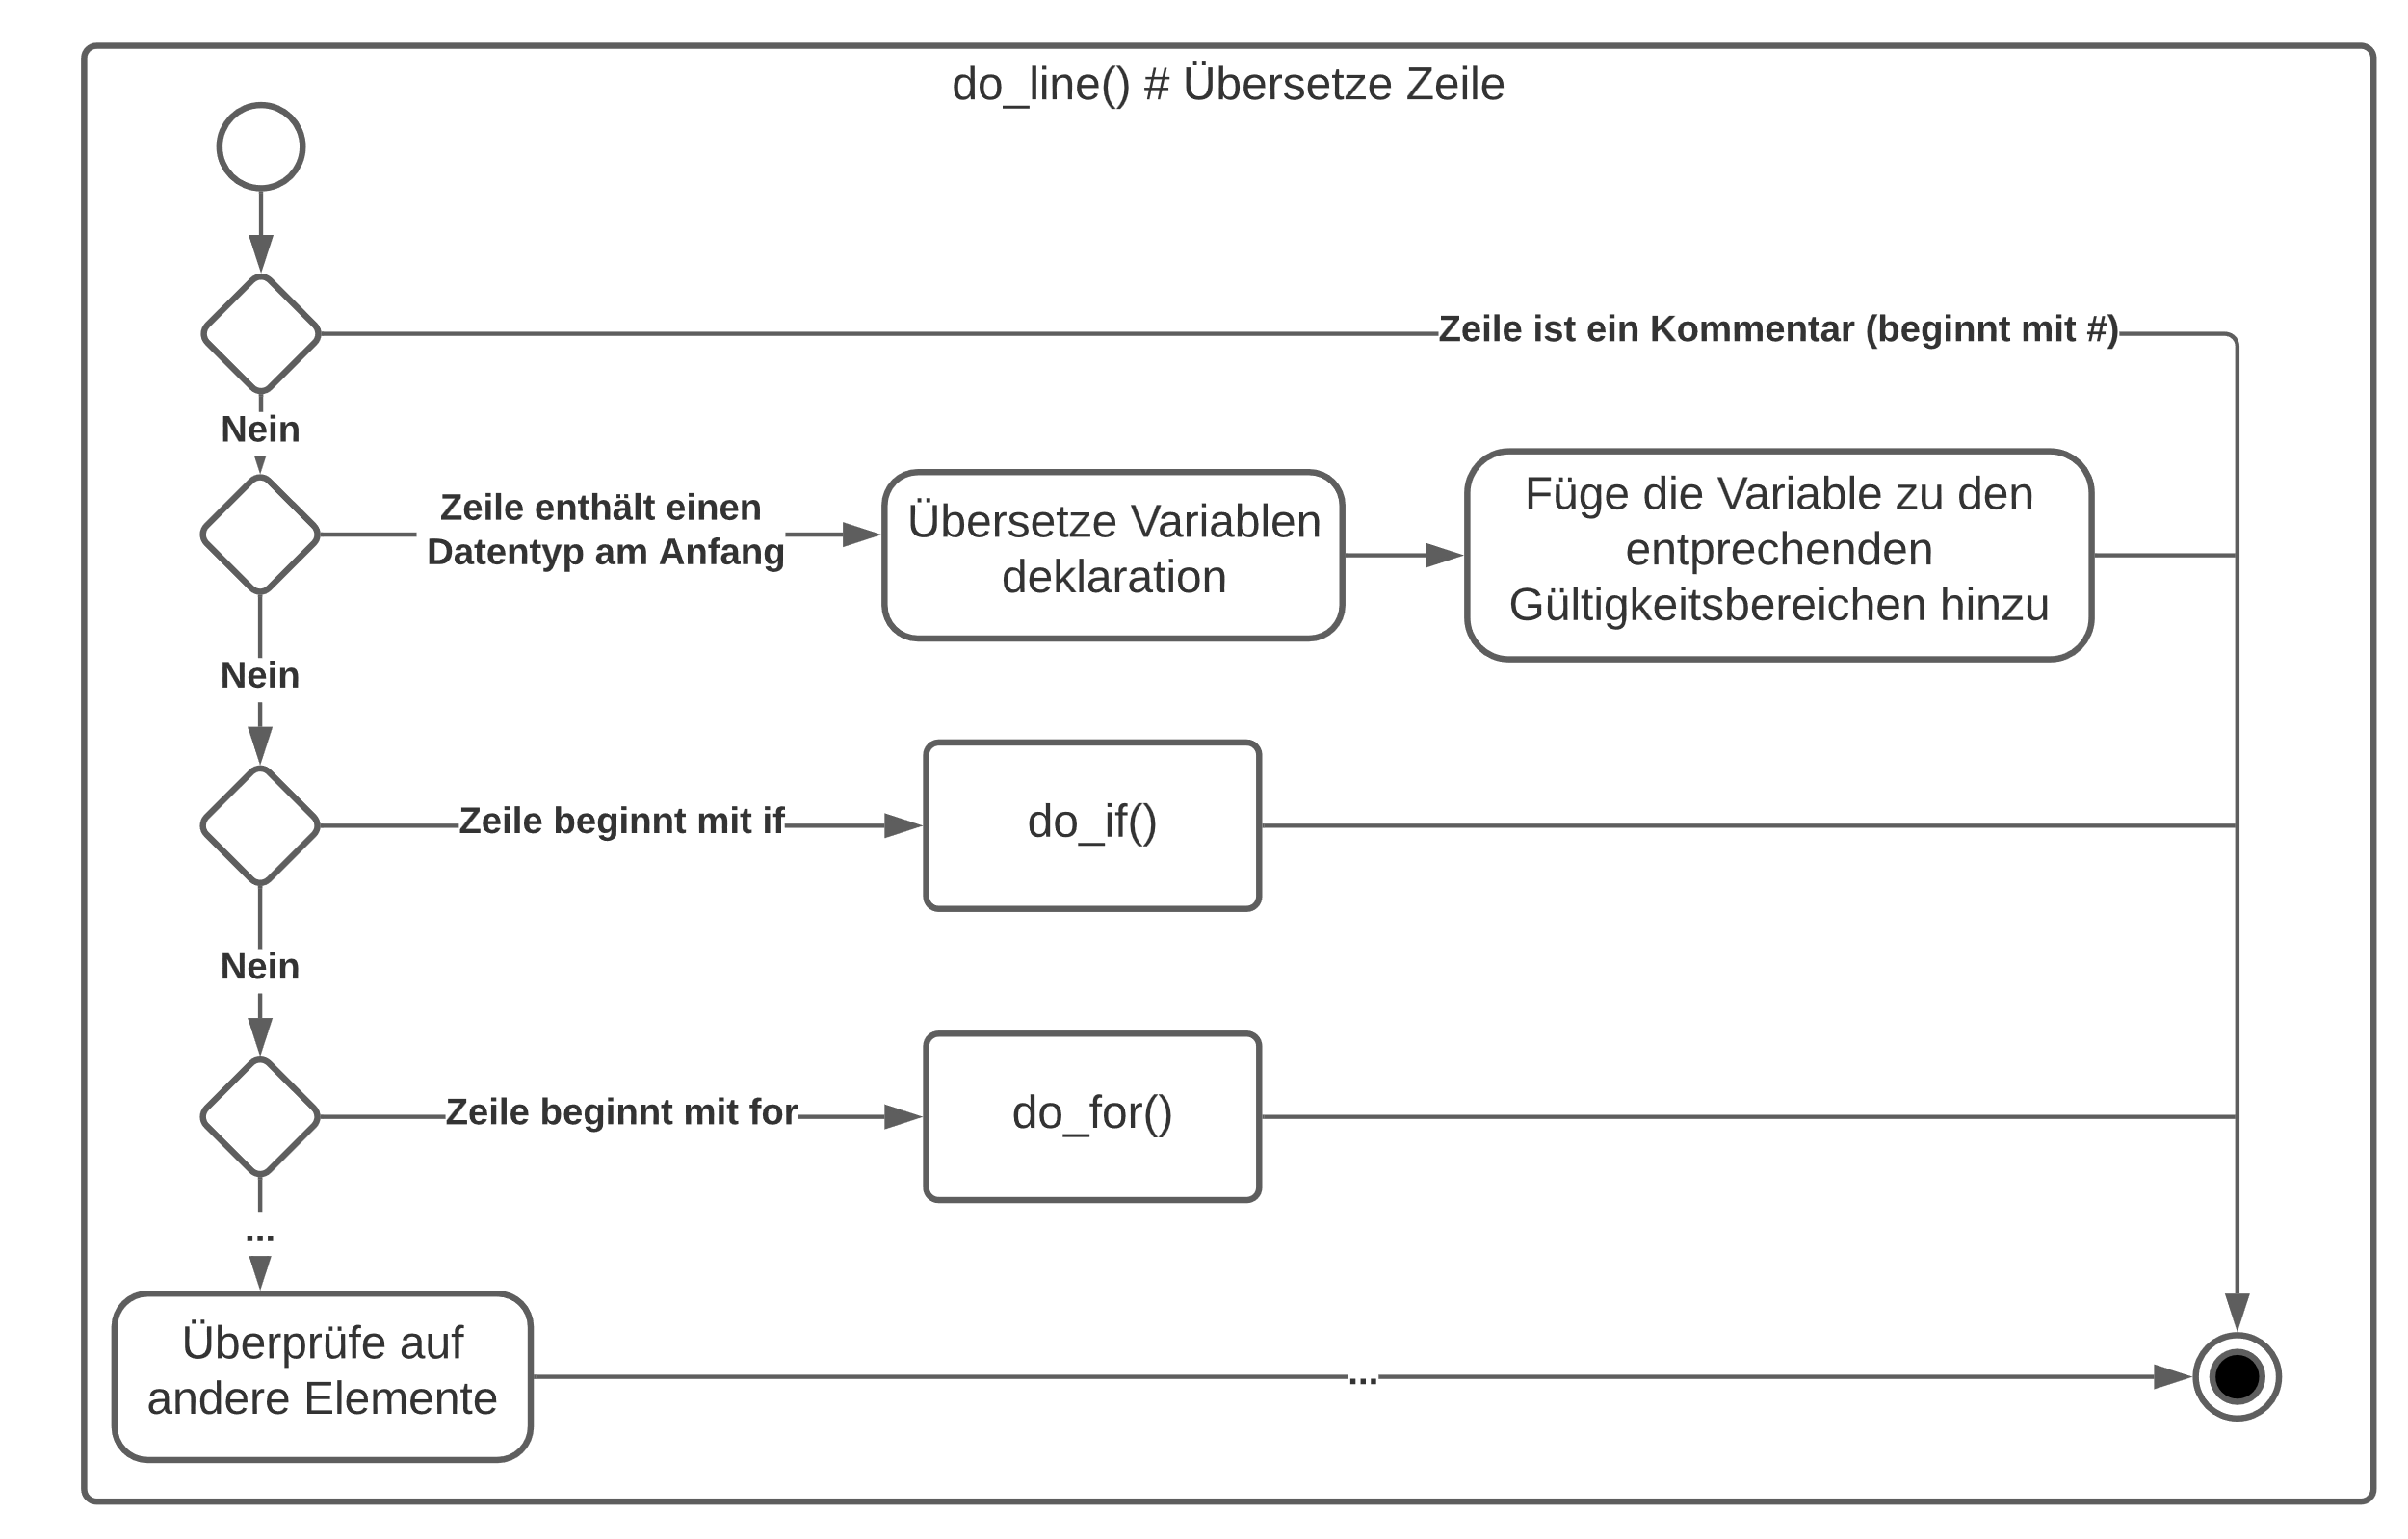 do_line() # Übersetze Zeile
Zeile ist ein Kommentar (beginnt mit #)
Nein
Zeile enthält einen
Datentyp am Anfang
Übersetze Variablen
deklaration
Füge die Variable zu den
entprechenden
Gültigkeitsbereichen hinzu
Nein
Zeile beginnt mit if
do_if()
Nein
Zeile beginnt mit for
do_for()
...
Überprüfe auf
andere Elemente
...